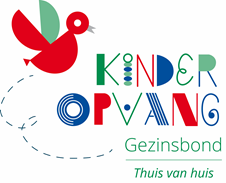 KINDER
OPVANG
Gezinsbond
Thuis van huis